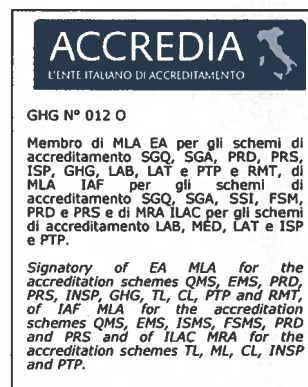 ACCREDIA
L'ENTE ITALIANO DI ACCREDITAMENTO
GHG N° 012 O
Membro di MLA EA per gli schemi di
accreditamento SGQ, SGA, PRD, PRS,
ISP, GHG, LAB, LAT e PTP e RMT, di
MLA IAF per gli schemi di
accreditamento SGQ, SGA, SSI, FSM,
PRD e PRS e di MRA ILAC per gli schemi
di accreditamento LAB, MED, LAT e ISP
e PTP.
Signatory of EA MLA for the
accreditation schemes QMS, EMS, PRD,
PRS, INSP, GHG, TL, CL, PTP and RMT,
of IAF MLA for the accreditation
schemes QMS, EMS, ISMS, FSMS, PRD
and PRS and of ILAC MRA for the
accreditation schemes TL, ML, CL, INSP
and PTP.